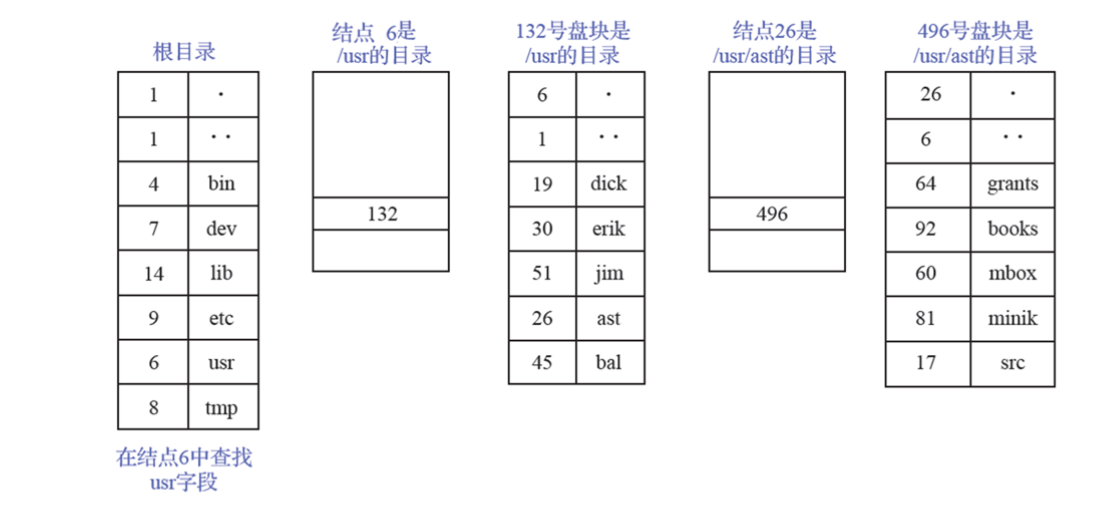 根目录
1 ·
1 ··
4 bin
7 dev
14 lib
9 etc
6 usr
8 tmp
在结点6中查找
usr字段
结点 6是
/usr的目录
132
132号盘块是
/usr的目录
6 ·
1 ··
19 dick
30 erik
51 jim
26 ast
45 bal
结点26是
/usr/ast的目录
496
496号盘块是
/usr/ast的目录
26 ·
6 ··
64 grants
92 books
60 mbox
81 minik
17 src